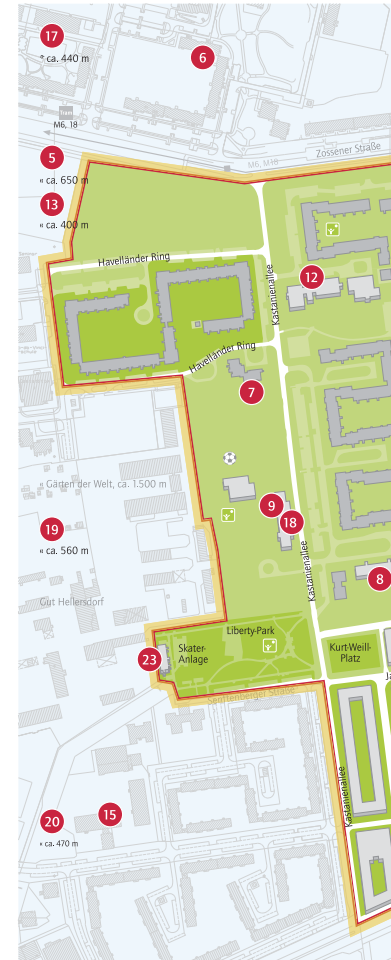 17
ca. 440 m
6
Tram
M6, 18
M6, M18
Zossener Straße
5
« ca. 650 m
13
« ca. 400 m
Havelländer Ring
Kastanienallee
12
Havelländer Ring
7
« Gärten der Welt, ca. 1.500 m
9
18
19
« ca. 560 m
Kastanienallee
8
Gut Hellersdorf
Liberty-Park
Skater-
Anlage
23
Kurt-Weill-
Platz
Senftenberger Straße
Kastanienallee
15
20
« ca. 470 m